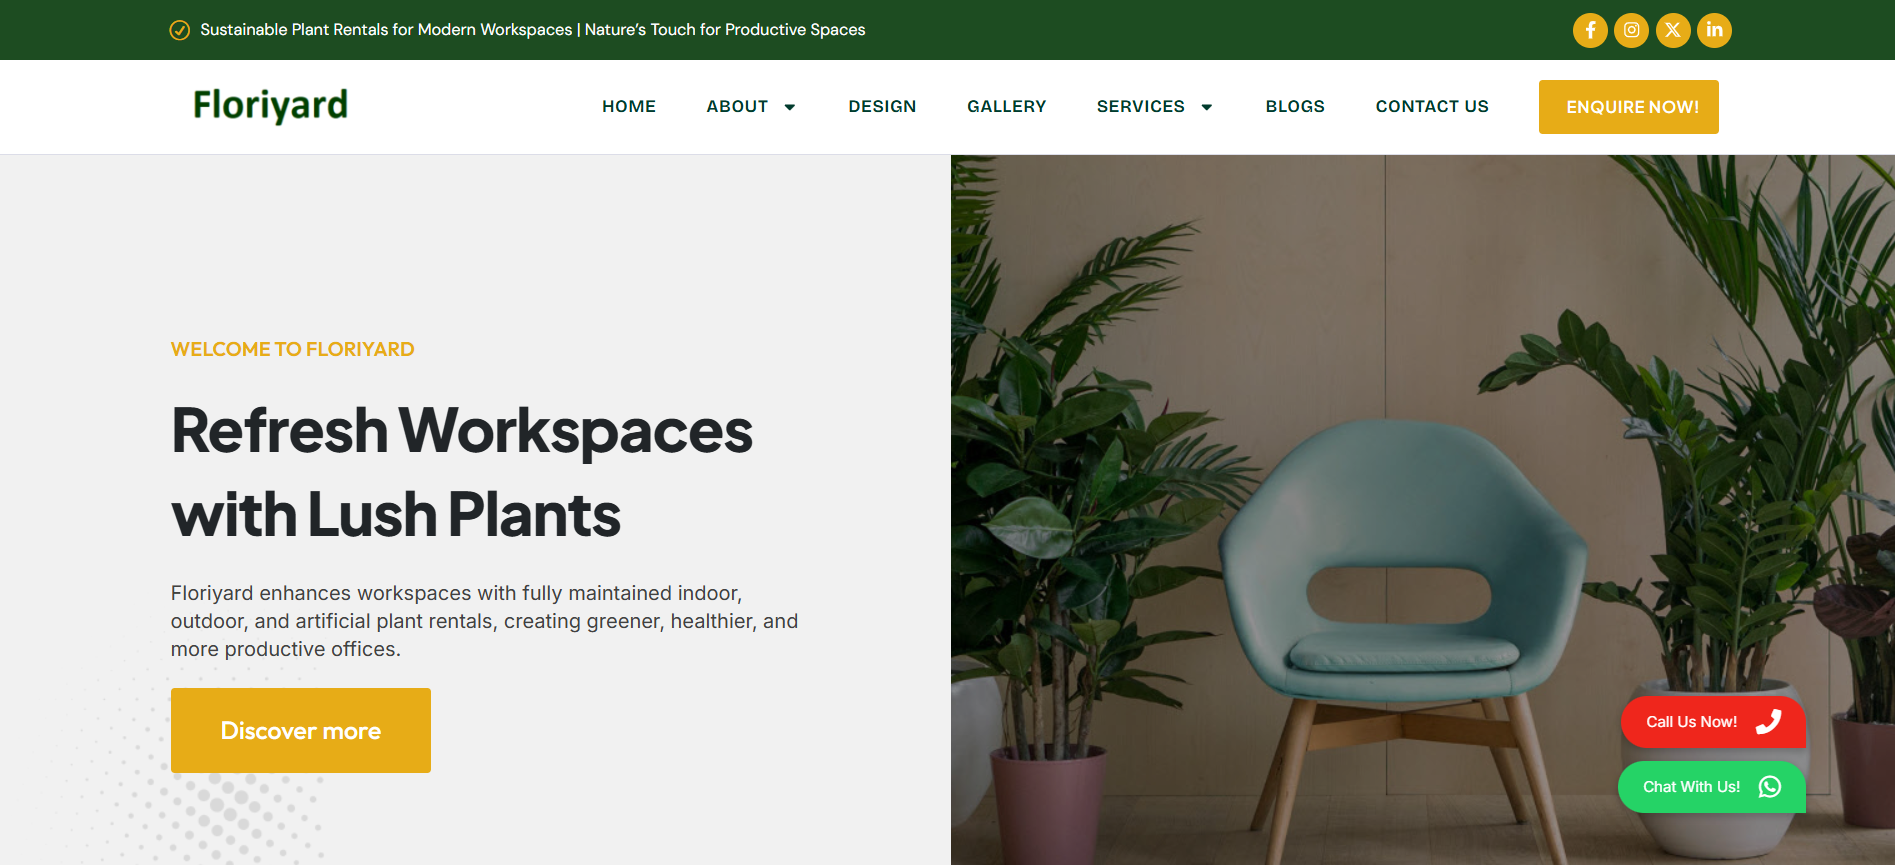 Sustainable Plant Rentals for Modern Workspaces | Nature's Touch for Productive Spaces
Floriyard
HOME
ABOUT
DESIGN
GALLERY
SERVICES
BLOGS
CONTACT US
ENQUIRE NOW!
WELCOME TO FLORIYARD
Refresh Workspaces
with Lush Plants
Floriyard enhances workspaces with fully maintained indoor,
outdoor, and artificial plant rentals, creating greener, healthier, and
more productive offices.
Discover more
Call Us Now!
Chat With Us!